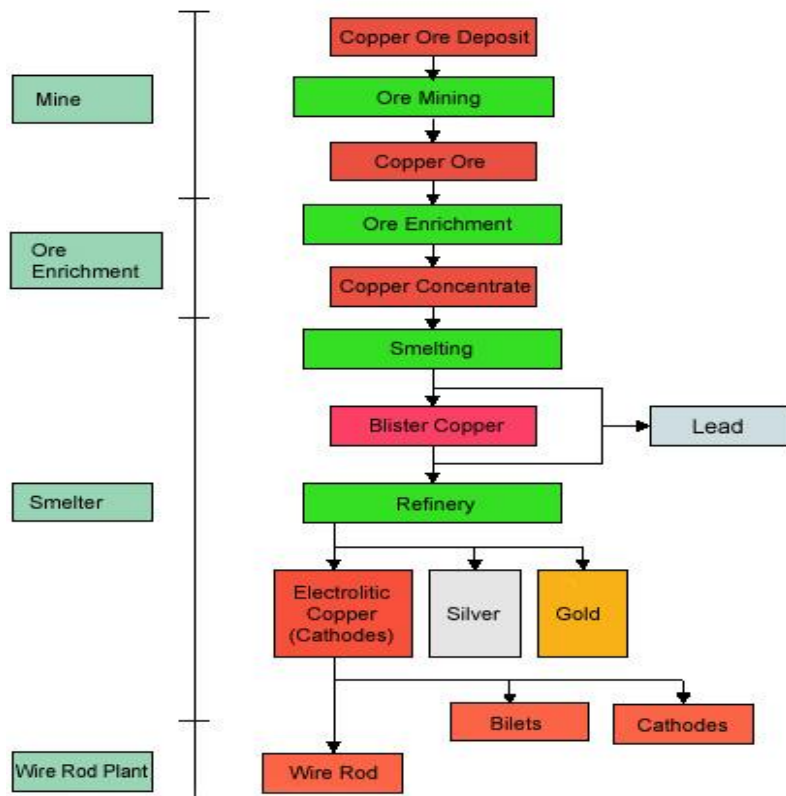 Copper Ore Deposit
Mine
Ore Mining
Copper Ore
Ore
Enrichment
Ore Enrichment
Copper Concentrate
Smelting
Blister Copper
Lead
Smelter
Refinery
Electrolitic
Copper
(Cathodes)
Silver
Gold
Bilets
Cathodes
Wire Rod Plant
Wire Rod